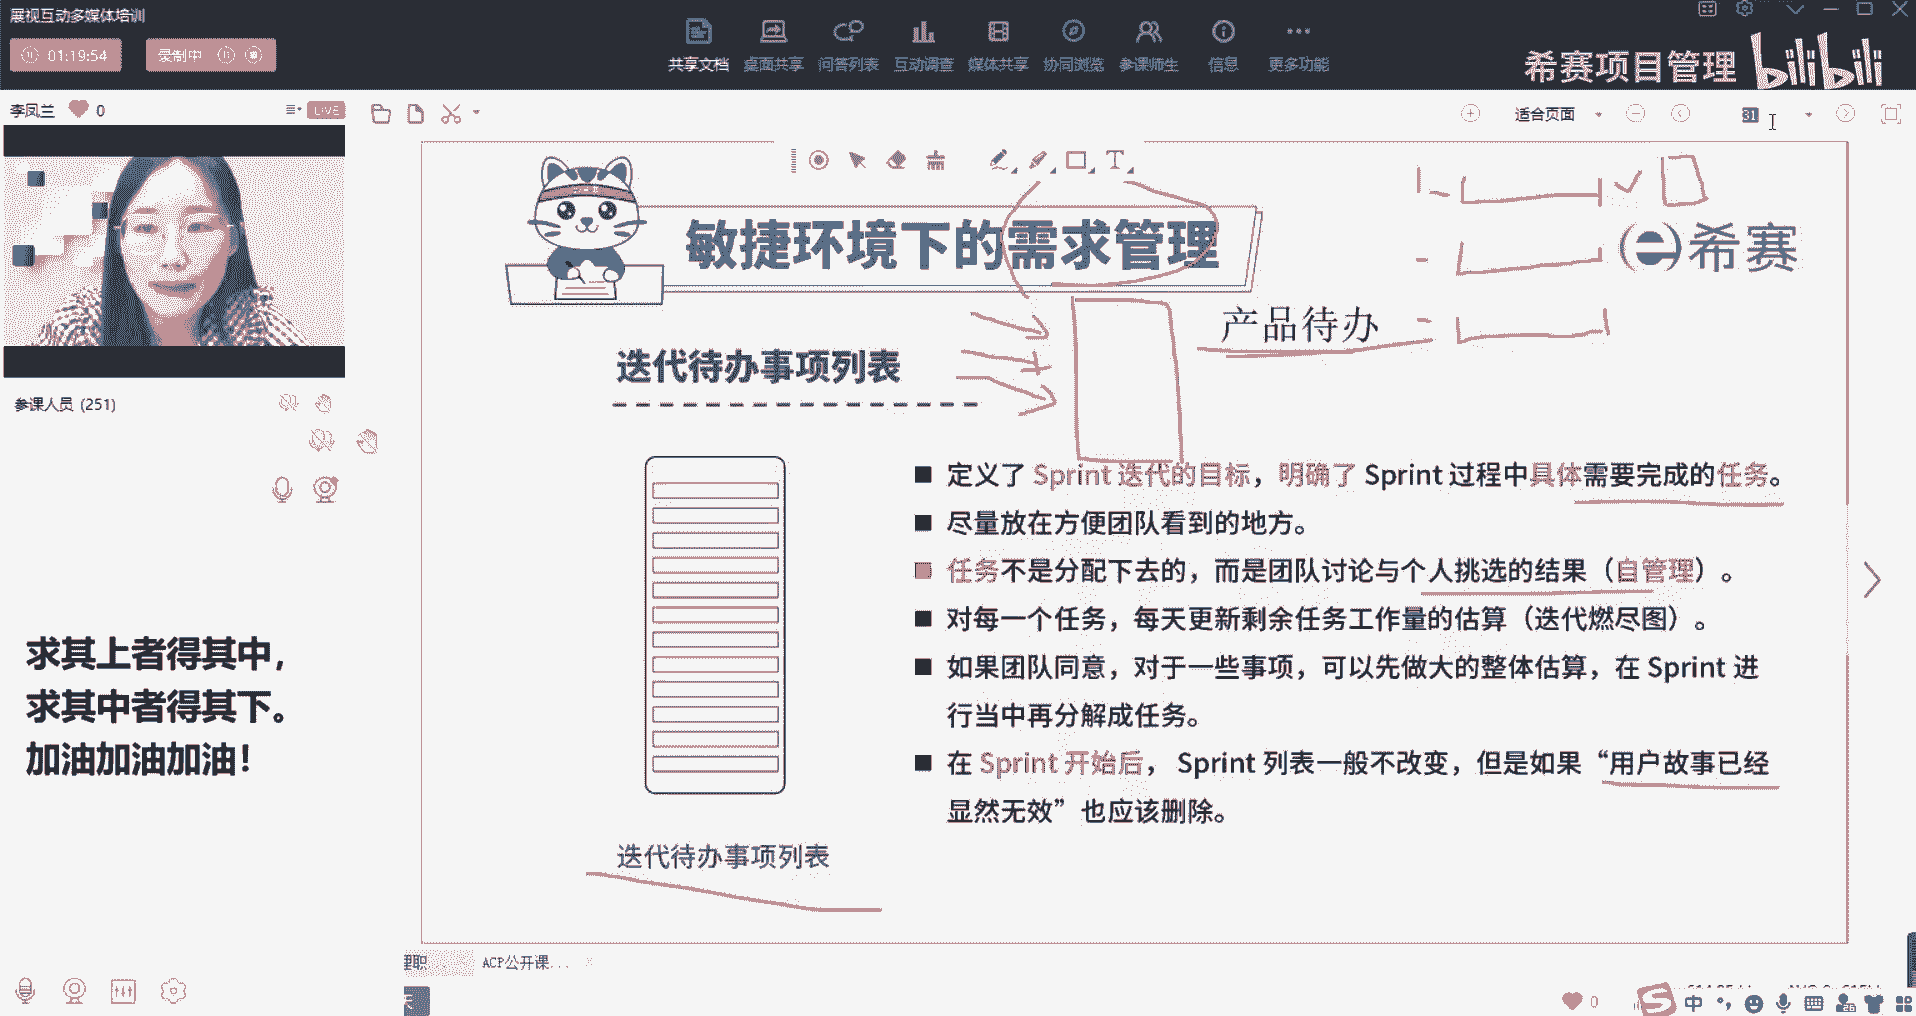 展视互动多媒体培训
01:19:54
录制中
共享文档
桌面共享
问答列表
互动调查
媒体共享
协同浏览
参课师生
信息
更多功能
希赛项目管理
bilibili
李凤兰
0
LIVE
适合页面
31
敏捷环境下的需求管理
希赛
产品待办
迭代待办事项列表
参课人员 (251)
■ 定义了 Sprint 迭代的目标，明确了 Sprint 过程中具体需要完成的任务。
■ 尽量放在方便团队看到的地方。
■ 任务不是分配下去的，而是团队讨论与个人挑选的结果（自管理）。
■ 对每一个任务，每天更新剩余任务工作量的估算（迭代燃尽图）。
■ 如果团队同意，对于一些事项，可以先做大的整体估算，在 Sprint 进
行当中再分解成任务。
■ 在 Sprint 开始后， Sprint 列表一般不改变，但是如果“用户故事已经
显然无效”也应该删除。
迭代待办事项列表
求其上者得其中，
求其中者得其下。
加油加油加油！
理职
ACP公开课...
0
中